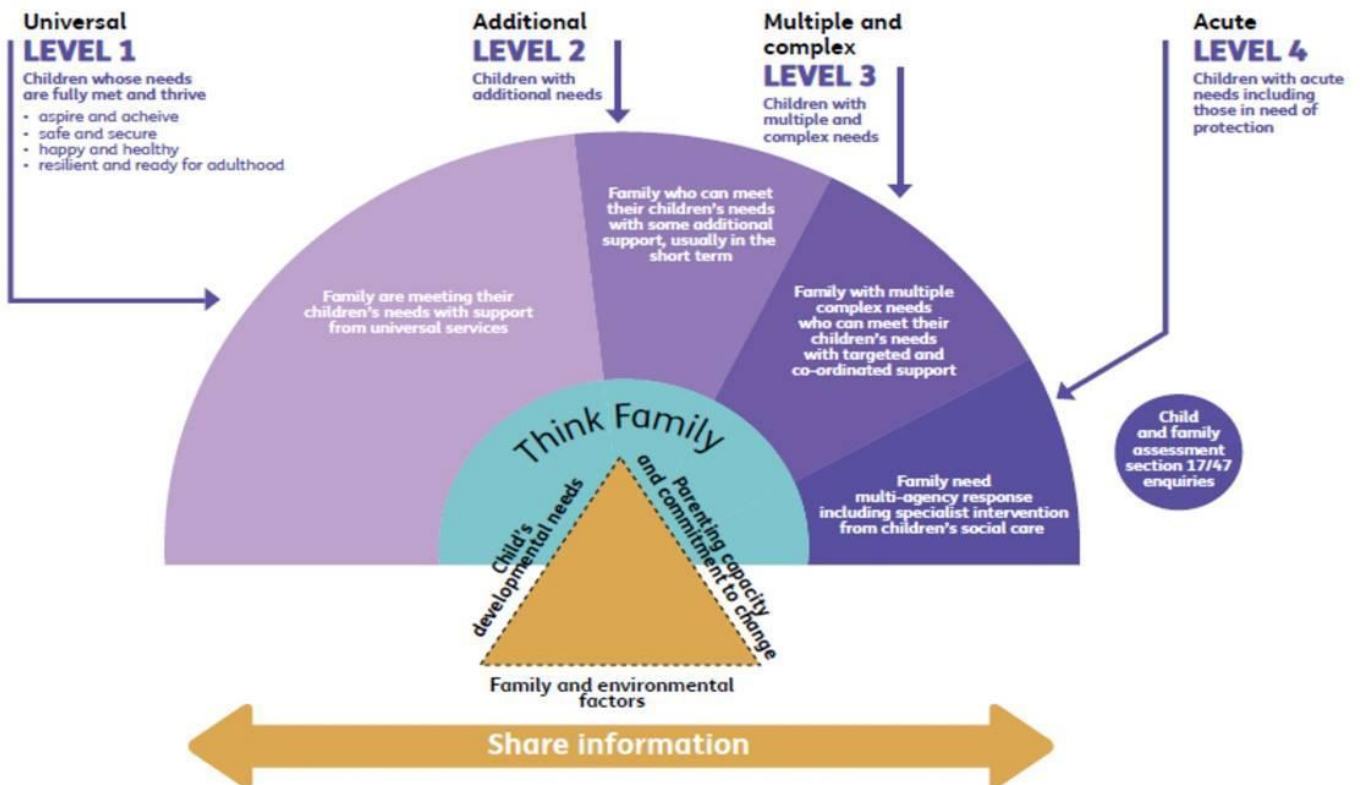 Universal
LEVEL 1
Children whose needs
are fully met and thrive
• aspire and acheive
• safe and secure
• happy and healthy
• resilient and ready for adulthood
Additional
LEVEL 2
Children with
additional needs
Multiple and
complex
LEVEL 3
Children with
multiple and
complex needs
Acute
LEVEL 4
Children with acute
needs including
those in need of
protection
Family are meeting their
children's needs with support
from universal services
Family who can meet
their children's needs
with some additional
support, usually in the
short term
Family with multiple
complex needs
who can meet their
children's needs
with targeted and
co-ordinated support
Family need
multi-agency response
including specialist intervention
from children's social care
Child
and family
assessment
section 17/47
enquiries
Think Family
Child's
developmental needs
Parenting capacity
and commitment to change
Family and environmental
factors
Share information